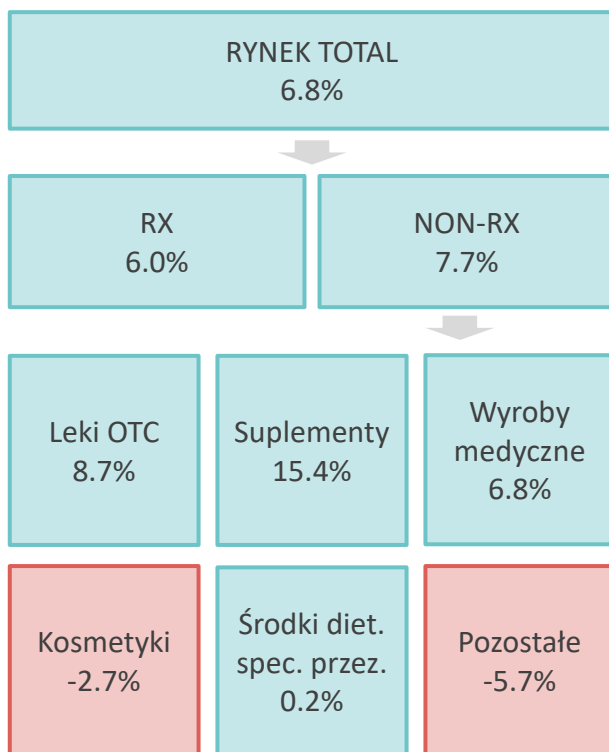 RYNEK TOTAL
6.8%
RX
6.0%
NON-RX
7.7%
Leki OTC
8.7%
Suplementy
15.4%
Wyroby
medyczne
6.8%
Kosmetyki
-2.7%
Środki diet.
spec. przez.
0.2%
Pozostałe
-5.7%